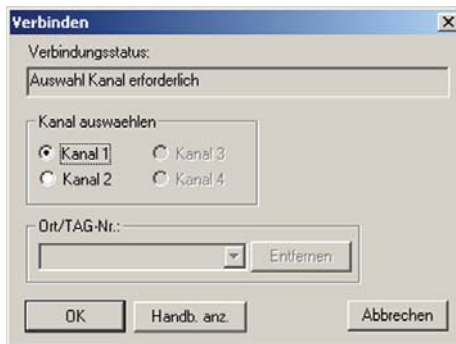 Verbinden
Verbindungsstatus:
Auswahl Kanal erforderlich
Kanal auswaehlen
Kanal 1 Kanal 3
Kanal 2 Kanal 4
Ort/TAG-Nr.:
Entfernen
OK Handb. anz. Abbrechen